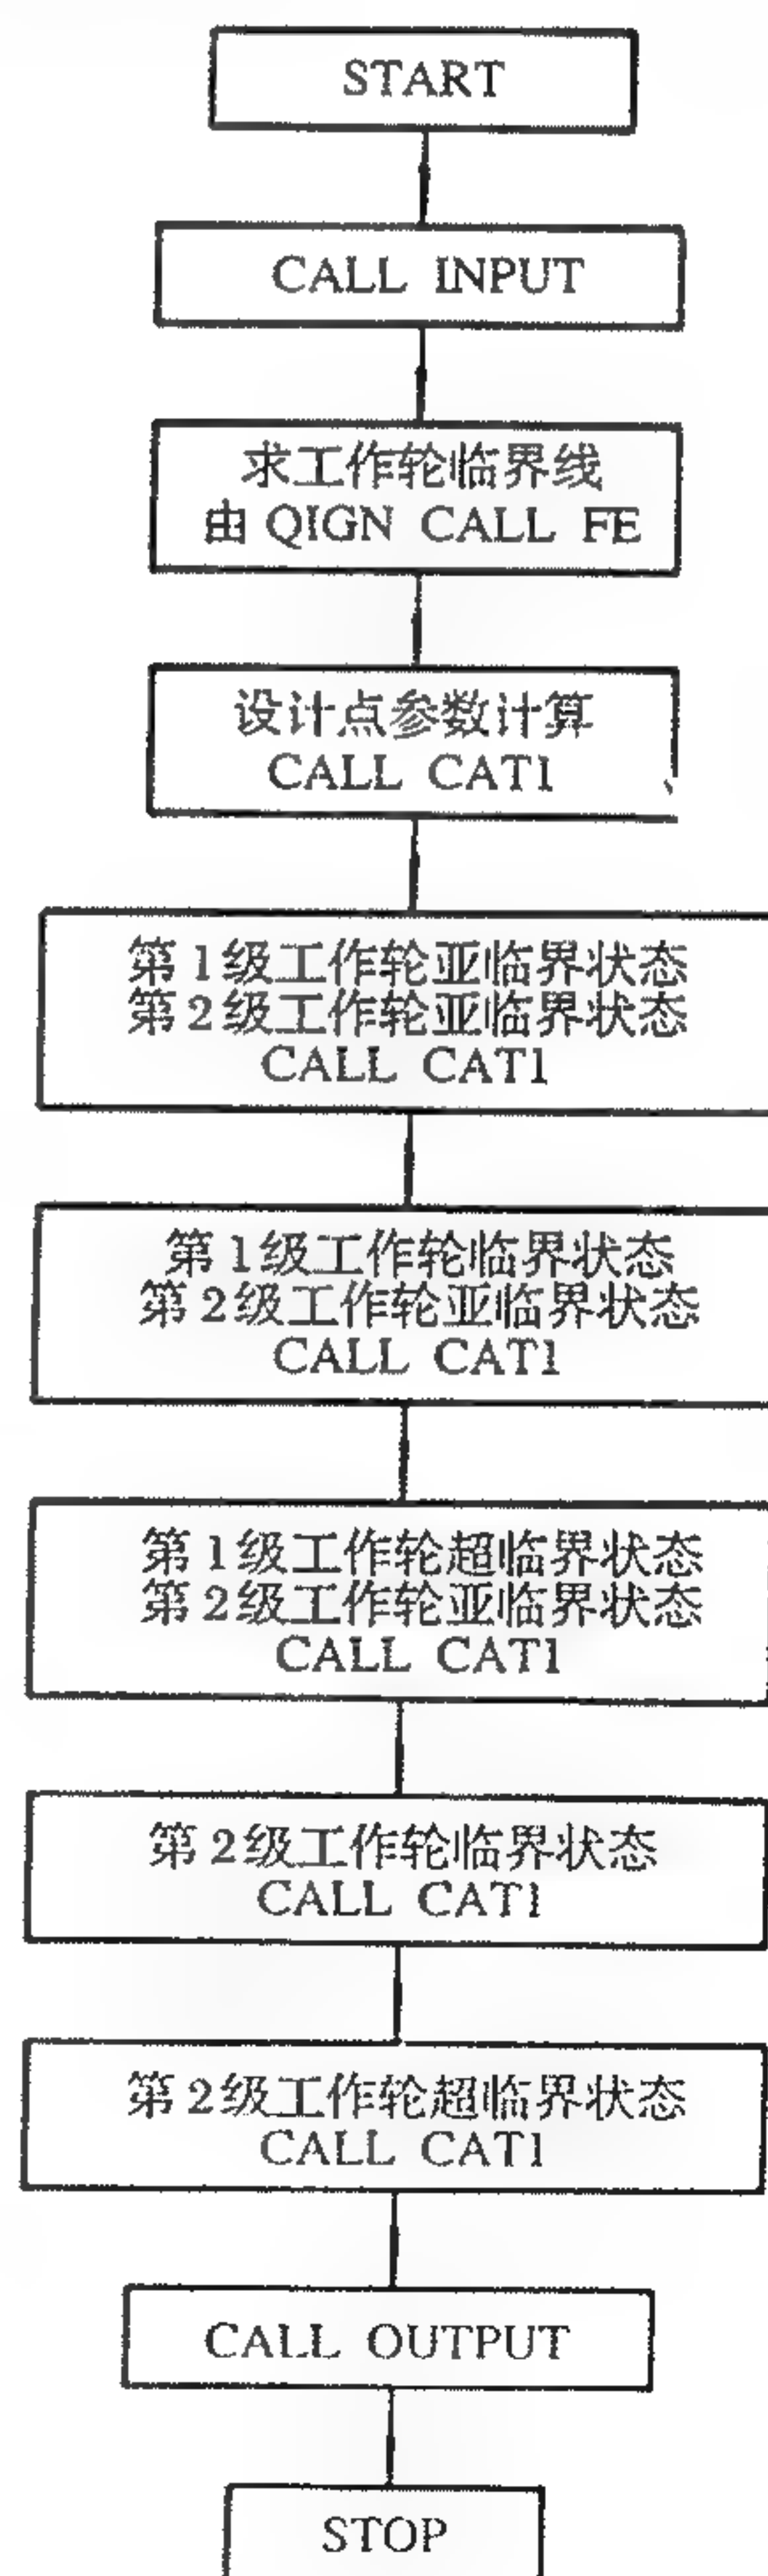 START
CALL INPUT
求工作轮临界线
由 QIGN CALL FE
设计点参数计算
CALL CAT1
第1级工作轮亚临界状态
第2级工作轮亚临界状态
CALL CAT1
第1级工作轮临界状态
第2级工作轮亚临界状态
CALL CAT1
第1级工作轮超临界状态
第2级工作轮亚临界状态
CALL CAT1
第2级工作轮临界状态
CALL CAT1
第2级工作轮超临界状态
CALL CAT1
CALL OUTPUT
STOP